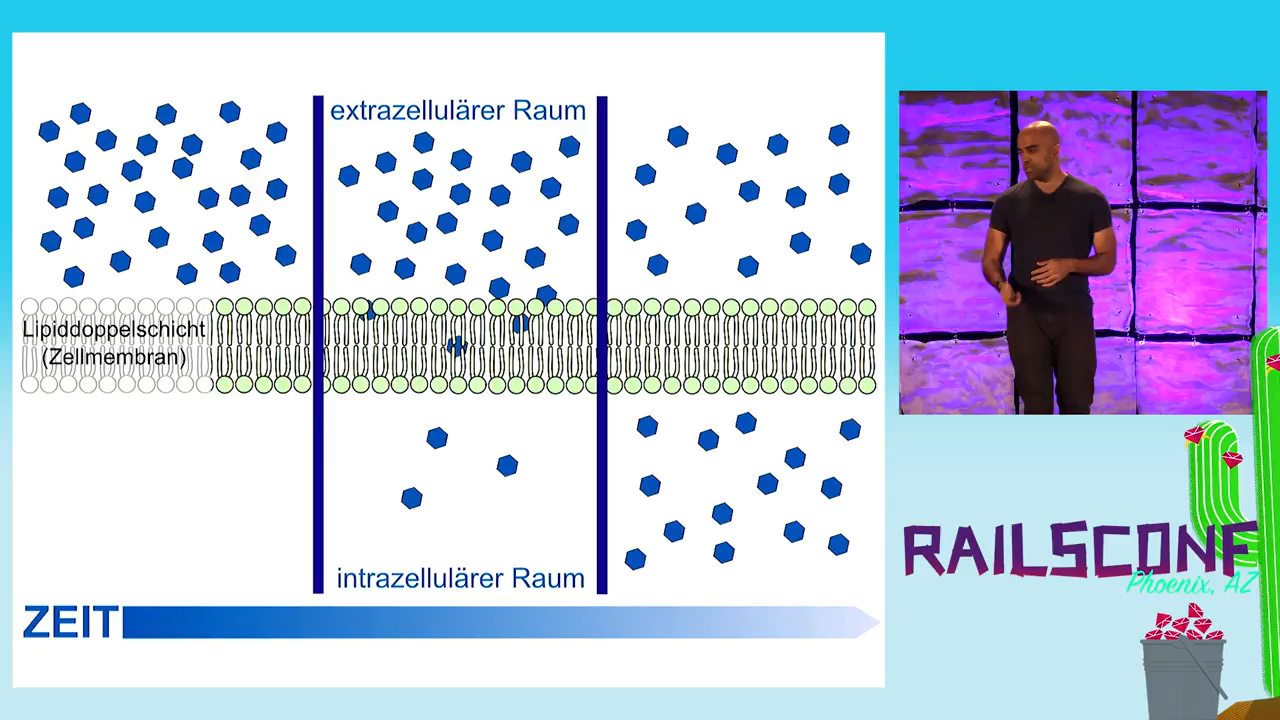 extrazellulärer Raum
Lipiddoppelschicht
(Zellmembran)
intrazellulärer Raum
ZEIT
RAILSCONF
Phoenix, AZ